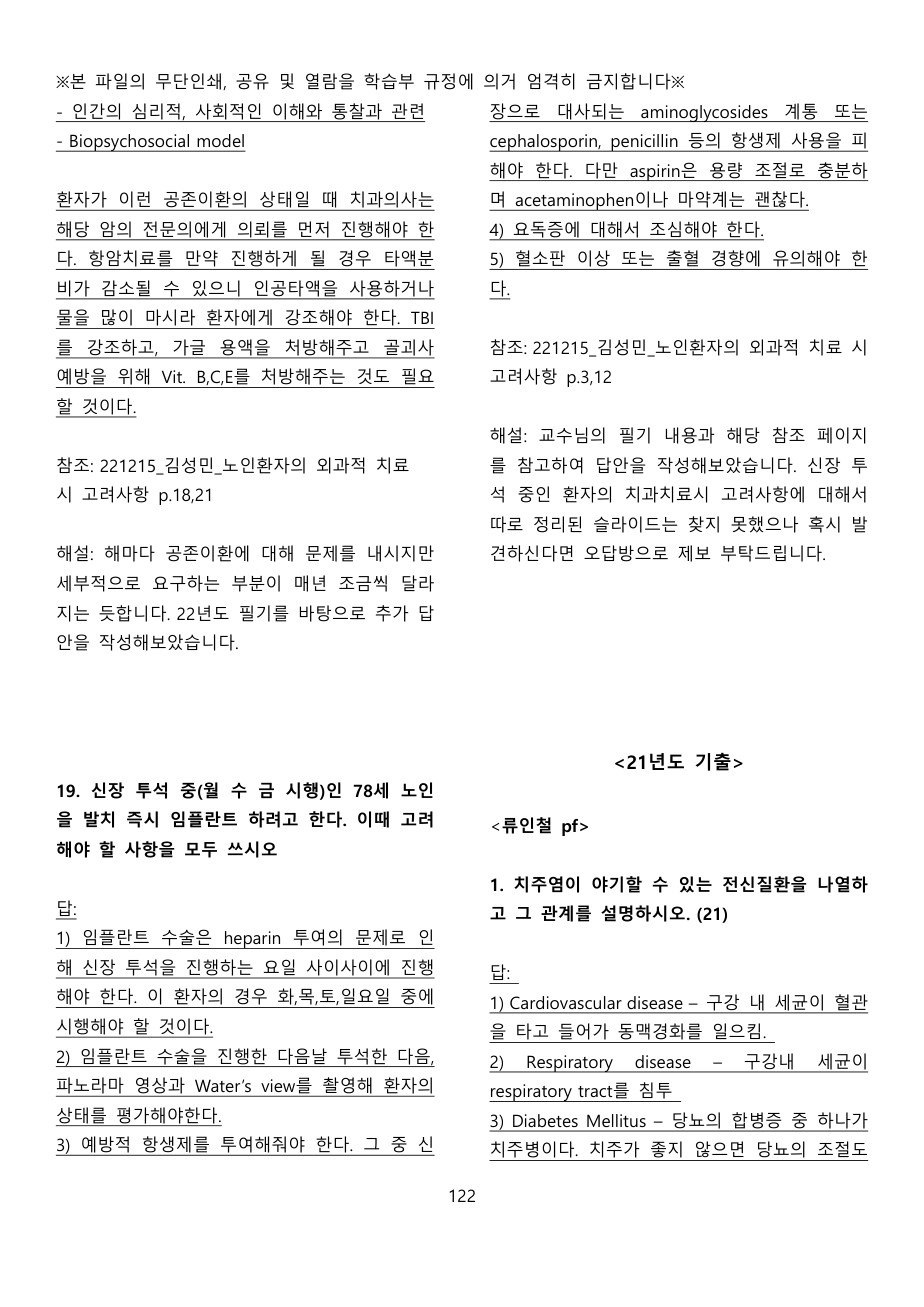 ※본 파일의 무단인쇄, 공유 및 열람을 학습부 규정에 의거 엄격히 금지합니다※
- 인간의 심리적, 사회적인 이해와 통찰과 관련
- Biopsychosocial model
환자가 이런 공존이환의 상태일 때 치과의사는
해당 암의 전문의에게 의뢰를 먼저 진행해야 한
다. 항암치료를 만약 진행하게 될 경우 타액분
비가 감소될 수 있으니 인공타액을 사용하거나
물을 많이 마시라 환자에게 강조해야 한다. TBI
를 강조하고, 가글 용액을 처방해주고 골괴사
예방을 위해 Vit. B,C,E를 처방해주는 것도 필요
할 것이다.
참조: 221215_김성민_노인환자의 외과적 치료
시 고려사항 p.18,21
해설: 해마다 공존이환에 대해 문제를 내시지만
세부적으로 요구하는 부분이 매년 조금씩 달라
지는 듯합니다. 22년도 필기를 바탕으로 추가 답
안을 작성해보았습니다.
19. 신장 투석 중(월 수 금 시행)인 78세 노인
을 발치 즉시 임플란트 하려고 한다. 이때 고려
해야 할 사항을 모두 쓰시오
답:
1) 임플란트 수술은 heparin 투여의 문제로 인
해 신장 투석을 진행하는 요일 사이사이에 진행
해야 한다. 이 환자의 경우 화,목,토,일요일 중에
시행해야 할 것이다.
2) 임플란트 수술을 진행한 다음날 투석한 다음,
파노라마 영상과 Water’s view를 촬영해 환자의
상태를 평가해야한다.
3) 예방적 항생제를 투여해줘야 한다. 그 중 신
장으로 대사되는 aminoglycosides 계통 또는
cephalosporin, penicillin 등의 항생제 사용을 피
해야 한다. 다만 aspirin은 용량 조절로 충분하
며 acetaminophen이나 마약계는 괜찮다.
4) 요독증에 대해서 조심해야 한다.
5) 혈소판 이상 또는 출혈 경향에 유의해야 한
다.
참조: 221215_김성민_노인환자의 외과적 치료 시
고려사항 p.3,12
해설: 교수님의 필기 내용과 해당 참조 페이지
를 참고하여 답안을 작성해보았습니다. 신장 투
석 중인 환자의 치과치료시 고려사항에 대해서
따로 정리된 슬라이드는 찾지 못했으나 혹시 발
견하신다면 오답방으로 제보 부탁드립니다.
<21년도 기출>
<류인철 pf>
1. 치주염이 야기할 수 있는 전신질환을 나열하
고 그 관계를 설명하시오. (21)
답:
1) Cardiovascular disease – 구강 내 세균이 혈관
을 타고 들어가 동맥경화를 일으킴.
2) Respiratory disease – 구강내 세균이
respiratory tract를 침투
3) Diabetes Mellitus – 당뇨의 합병증 중 하나가
치주병이다. 치주가 좋지 않으면 당뇨의 조절도
122